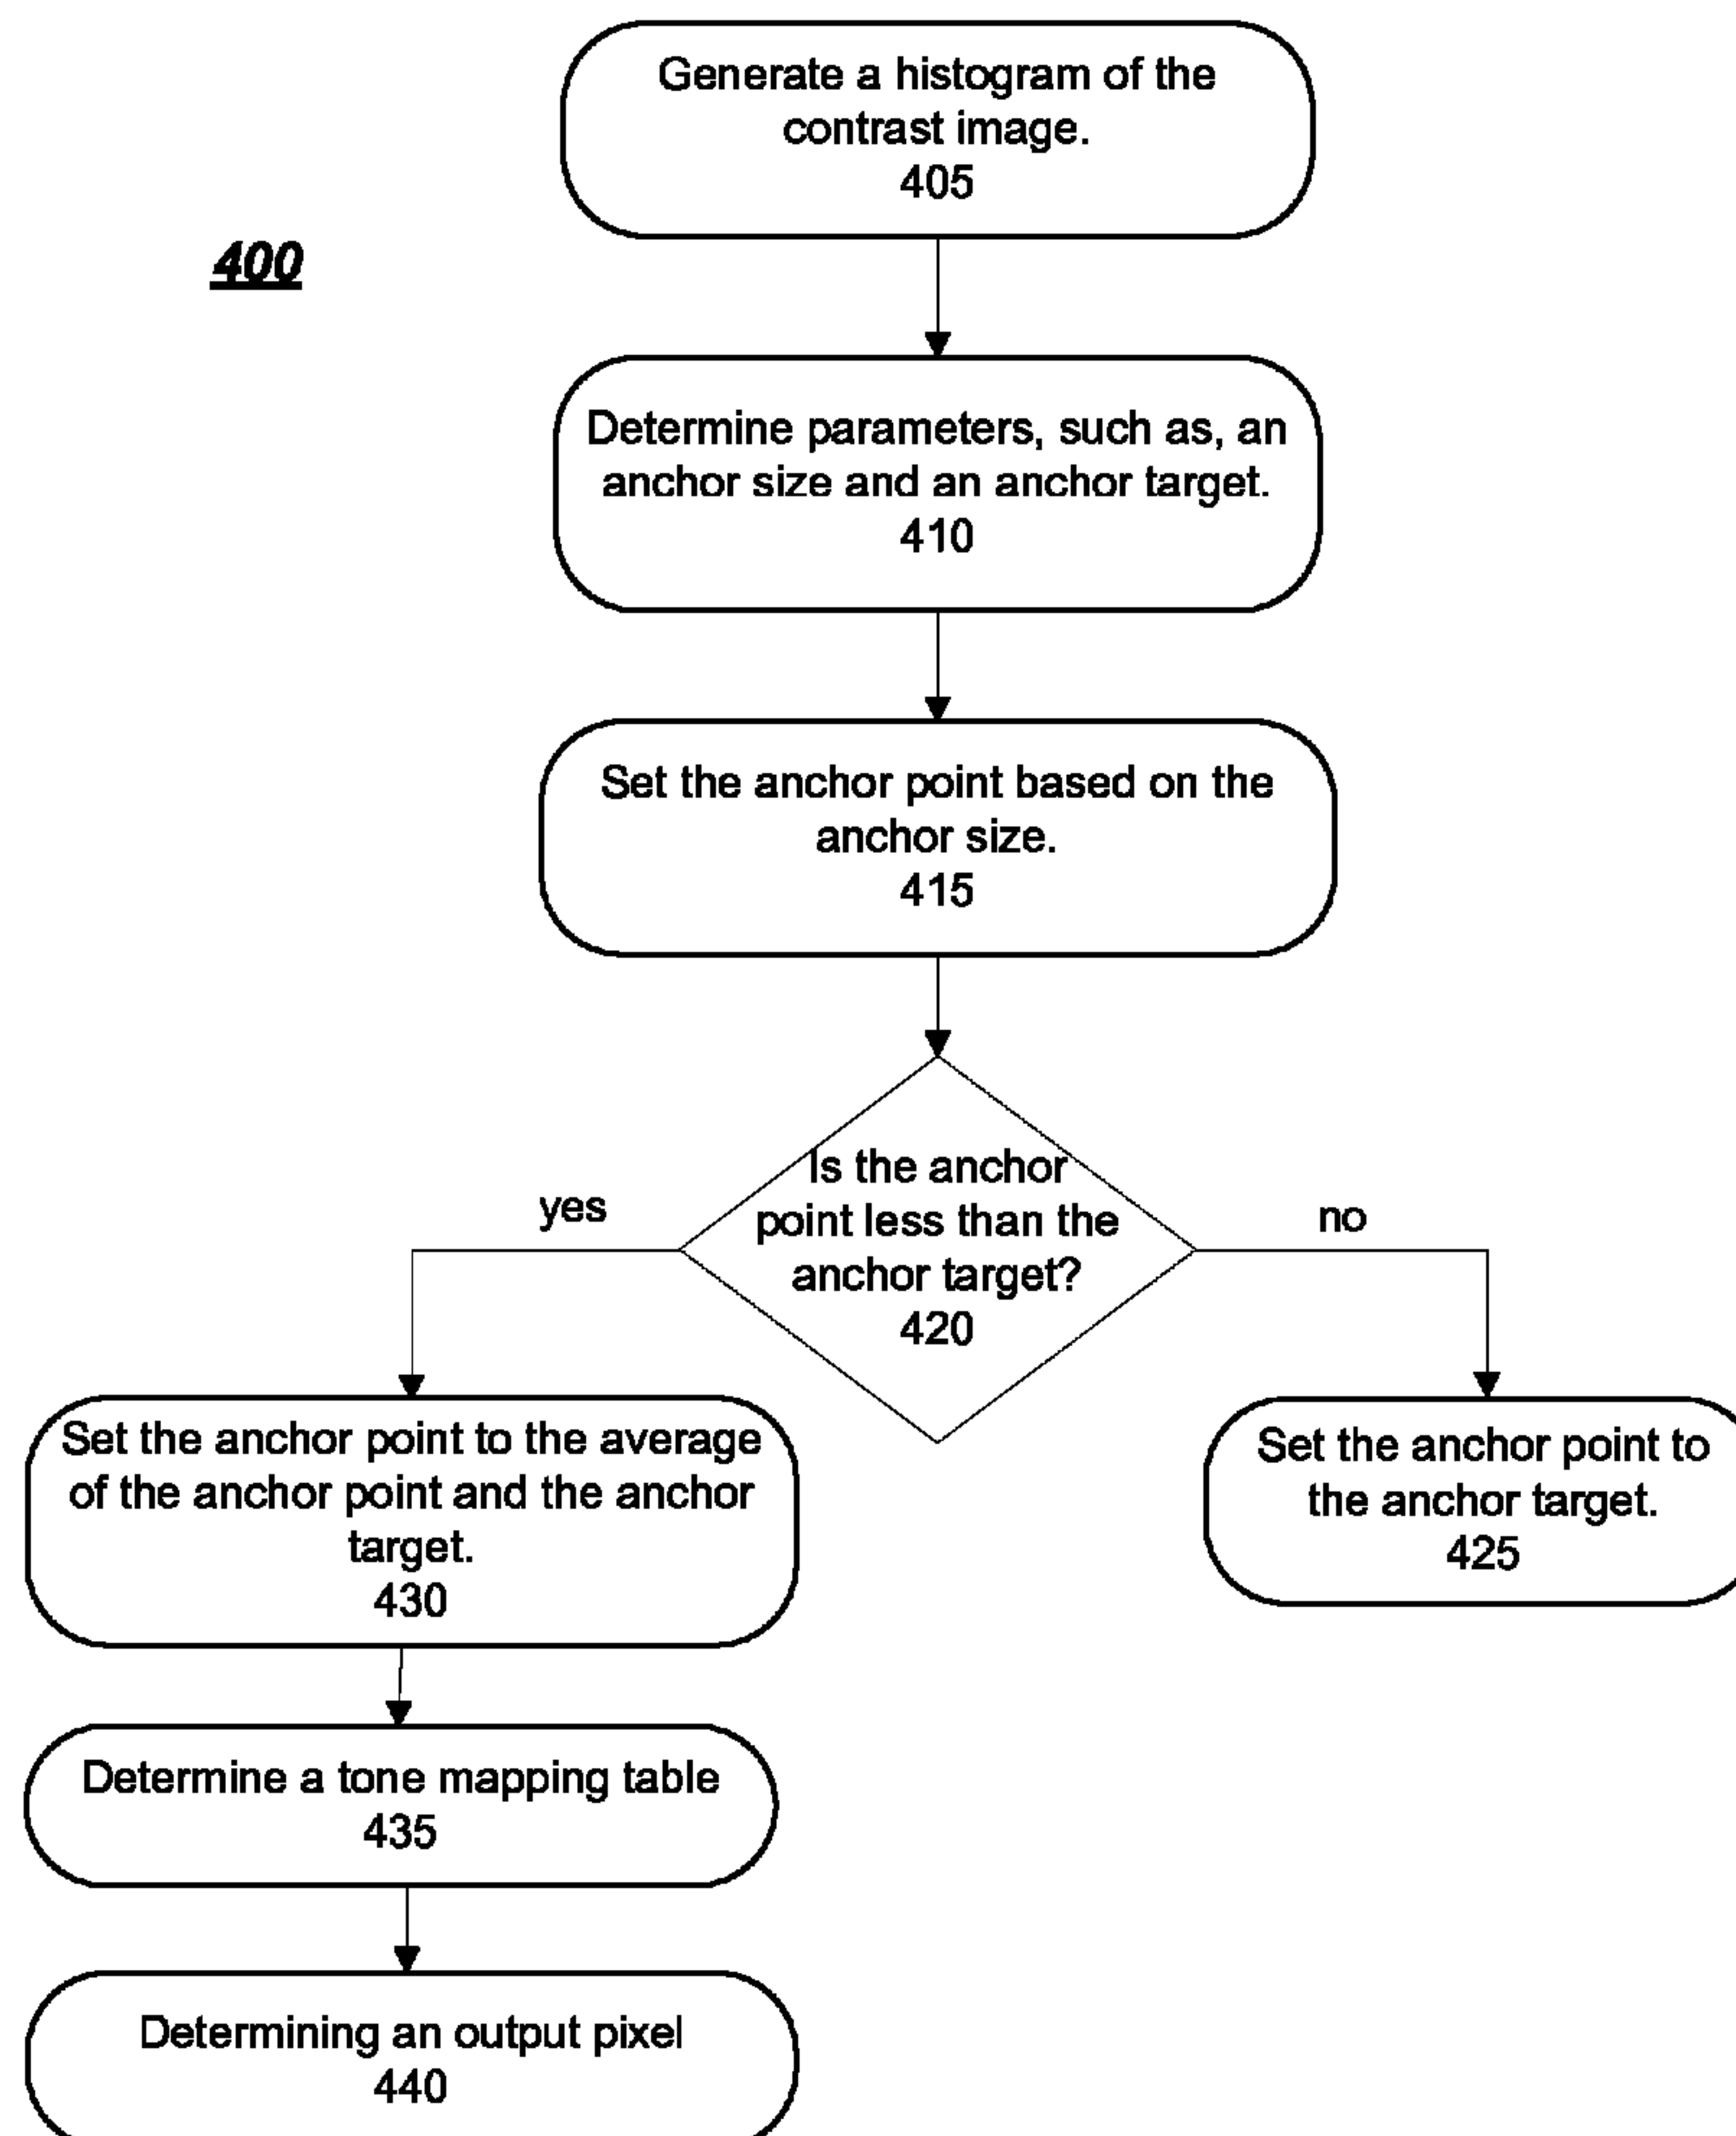 Generate a histogram of the
contrast image.
405
400
Determine parameters, such as, an
anchor size and an anchor target.
410
Set the anchor point based on the
anchor size.
415
Is the anchor
point less than the
anchor target?
420
yes
no
Set the anchor point to the average
of the anchor point and the anchor
target.
430
Set the anchor point to
the anchor target.
425
Determine a tone mapping table
435
Determining an output pixel
440